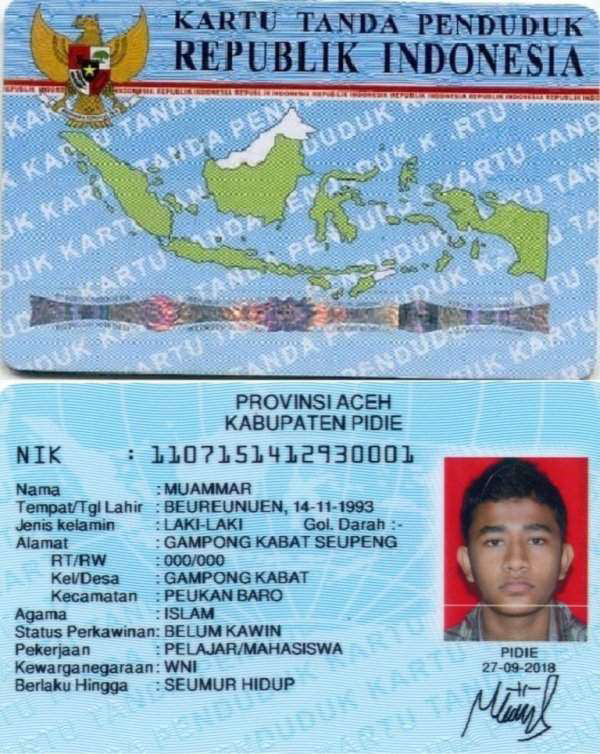 KARTU TANDA PENDUDUK
REPUBLIK INDONESIA
PROVINSI ACEH
KABUPATEN PIDIE
NIK : 1107151412930001
Nama : MUAMMAR
Tempat/Tgl Lahir : BEUREUNUEN, 14-11-1993
Jenis kelamin : LAKI-LAKI Gol. Darah :-
Alamat : GAMPONG KABAT SEUPENG
RT/RW : 000/000
Kel/Desa : GAMPONG KABAT
Kecamatan : PEUKAN BARO
Agama : ISLAM
Status Perkawinan: BELUM KAWIN
Pekerjaan : PELAJAR/MAHASISWA
Kewarganegaraan: WNI
Berlaku Hingga : SEUMUR HIDUP
PIDIE
27-09-2018